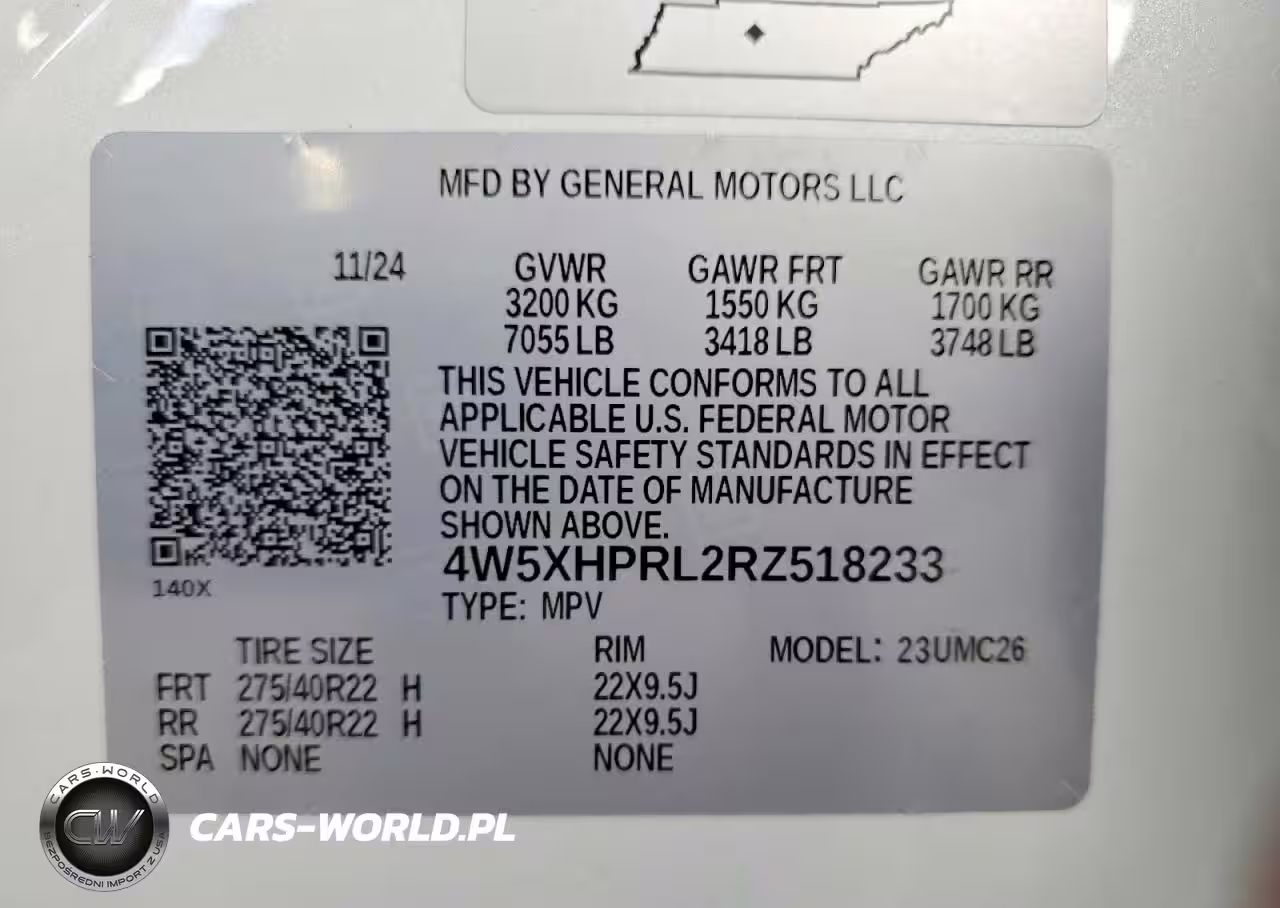 MFD BY GENERAL MOTORS LLC
11/24 GVWR GAWR FRT GAWR RR
3200 KG 1550 KG 1700 KG
7055 LB 3418 LB 3748 LB
THIS VEHICLE CONFORMS TO ALL
APPLICABLE U.S. FEDERAL MOTOR
VEHICLE SAFETY STANDARDS IN EFFECT
ON THE DATE OF MANUFACTURE
SHOWN ABOVE.
4W5XHPRL2RZ518233
140X
TYPE: MPV
TIRE SIZE RIM MODEL: 23UMC26
FRT 275/40R22 H 22X9.5J
RR 275/40R22 H 22X9.5J
SPA NONE NONE
CARS-WORLD
CW
BEZPOŚREDNI IMPORT Z USA
CARS-WORLD.PL